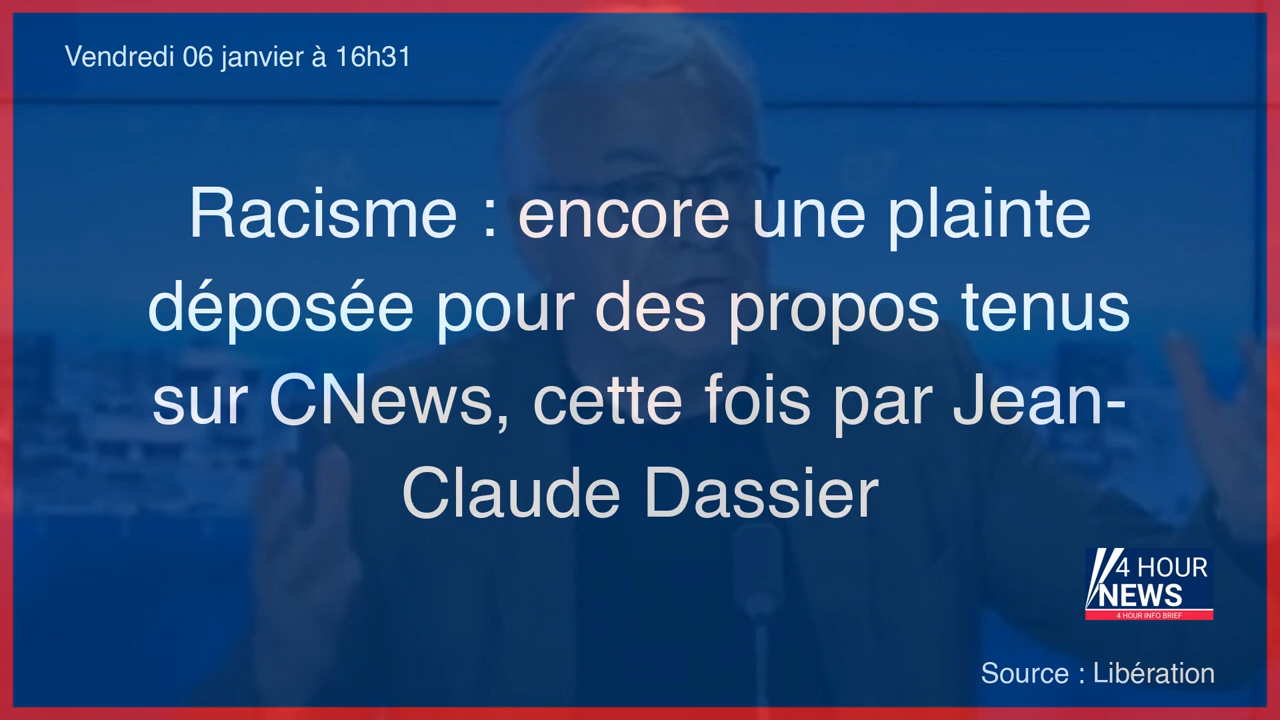 Vendredi 06 janvier à 16h31
Racisme : encore une plainte
déposée pour des propos tenus
sur CNews, cette fois par Jean-
Claude Dassier
4 HOUR
NEWS
4 HOUR INFO BRIEF
Source : Libération